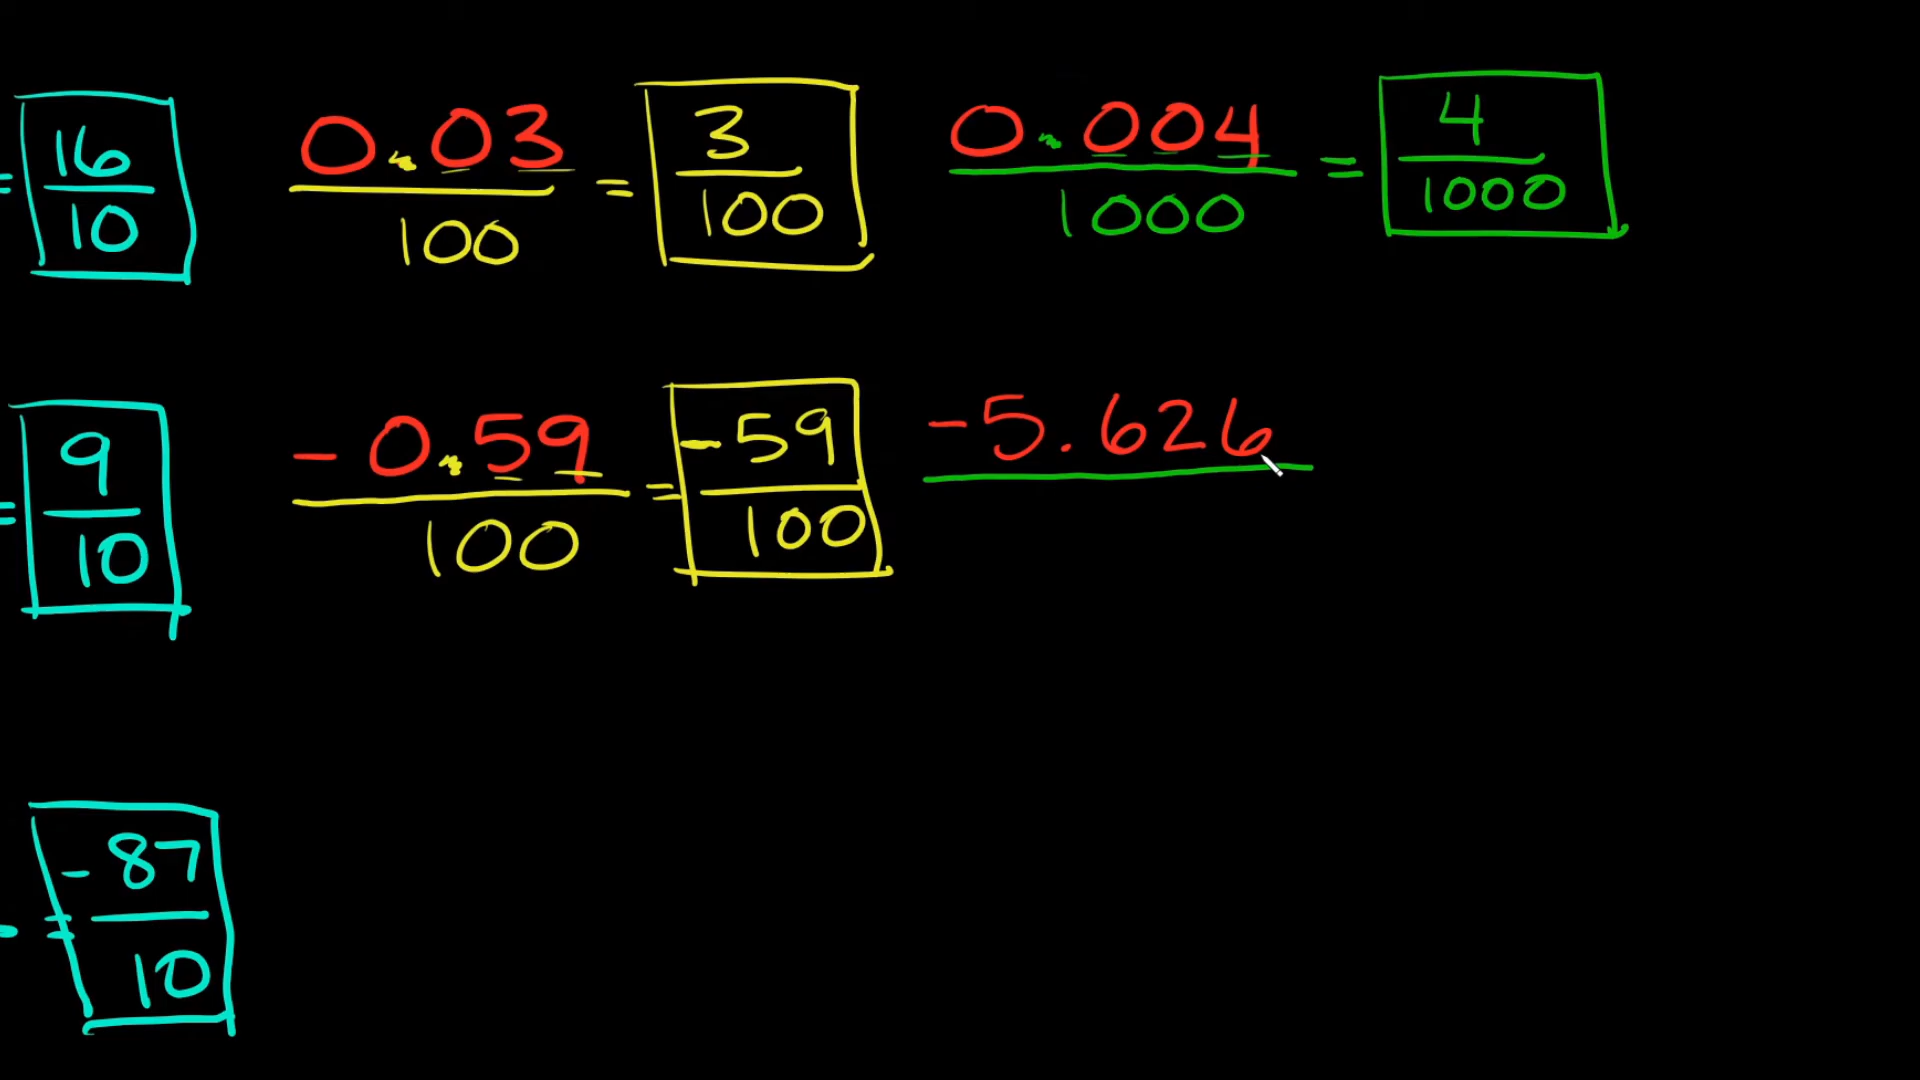 = 16/10
0.03/100 = 3/100
0.004/1000 = 4/1000
= 9/10
-0.59/100 = -59/100
-5.626
= -87/10